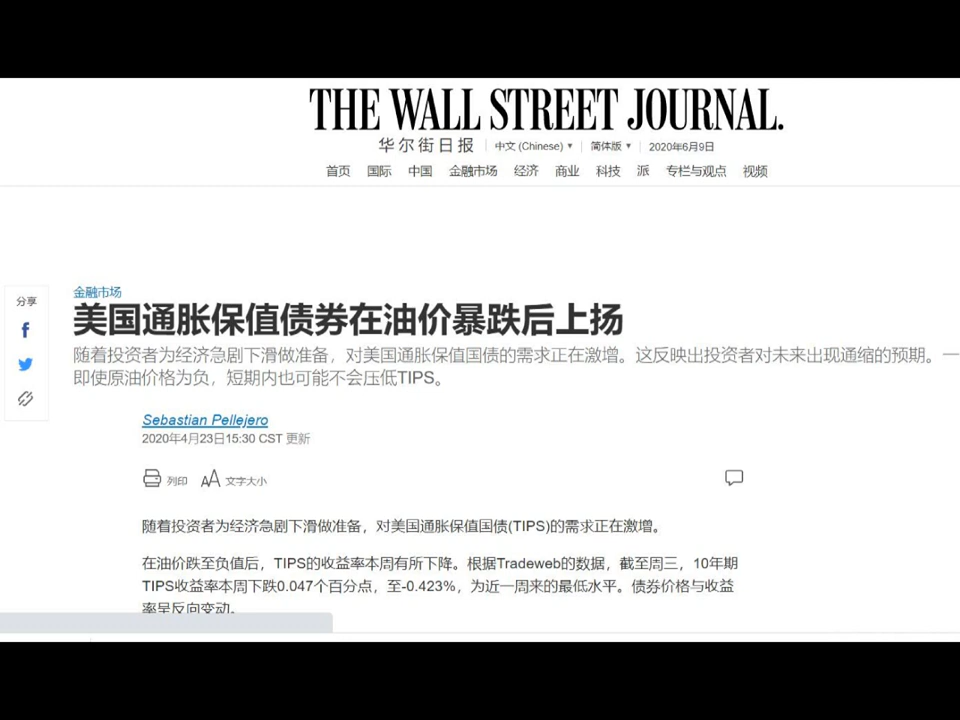 THE WALL STREET JOURNAL.
华尔街日报 中文 (Chinese) 简体版 2020年6月9日
首页 国际 中国 金融市场 经济 商业 科技 派 专栏与观点 视频
分享
金融市场
美国通胀保值债券在油价暴跌后上扬
随着投资者为经济急剧下滑做准备，对美国通胀保值国债的需求正在激增。这反映出投资者对未来出现通缩的预期。一
即使原油价格为负，短期内也可能不会压低TIPS。
Sebastian Pellejero
2020年4月23日15:30 CST 更新
列印 AA 文字大小
随着投资者为经济急剧下滑做准备，对美国通胀保值国债(TIPS)的需求正在激增。
在油价跌至负值后，TIPS的收益率本周有所下降。根据Tradeweb的数据，截至周三，10年期
TIPS收益率本周下跌0.047个百分点，至-0.423%，为近一周来的最低水平。债券价格与收益
率呈反向变动。